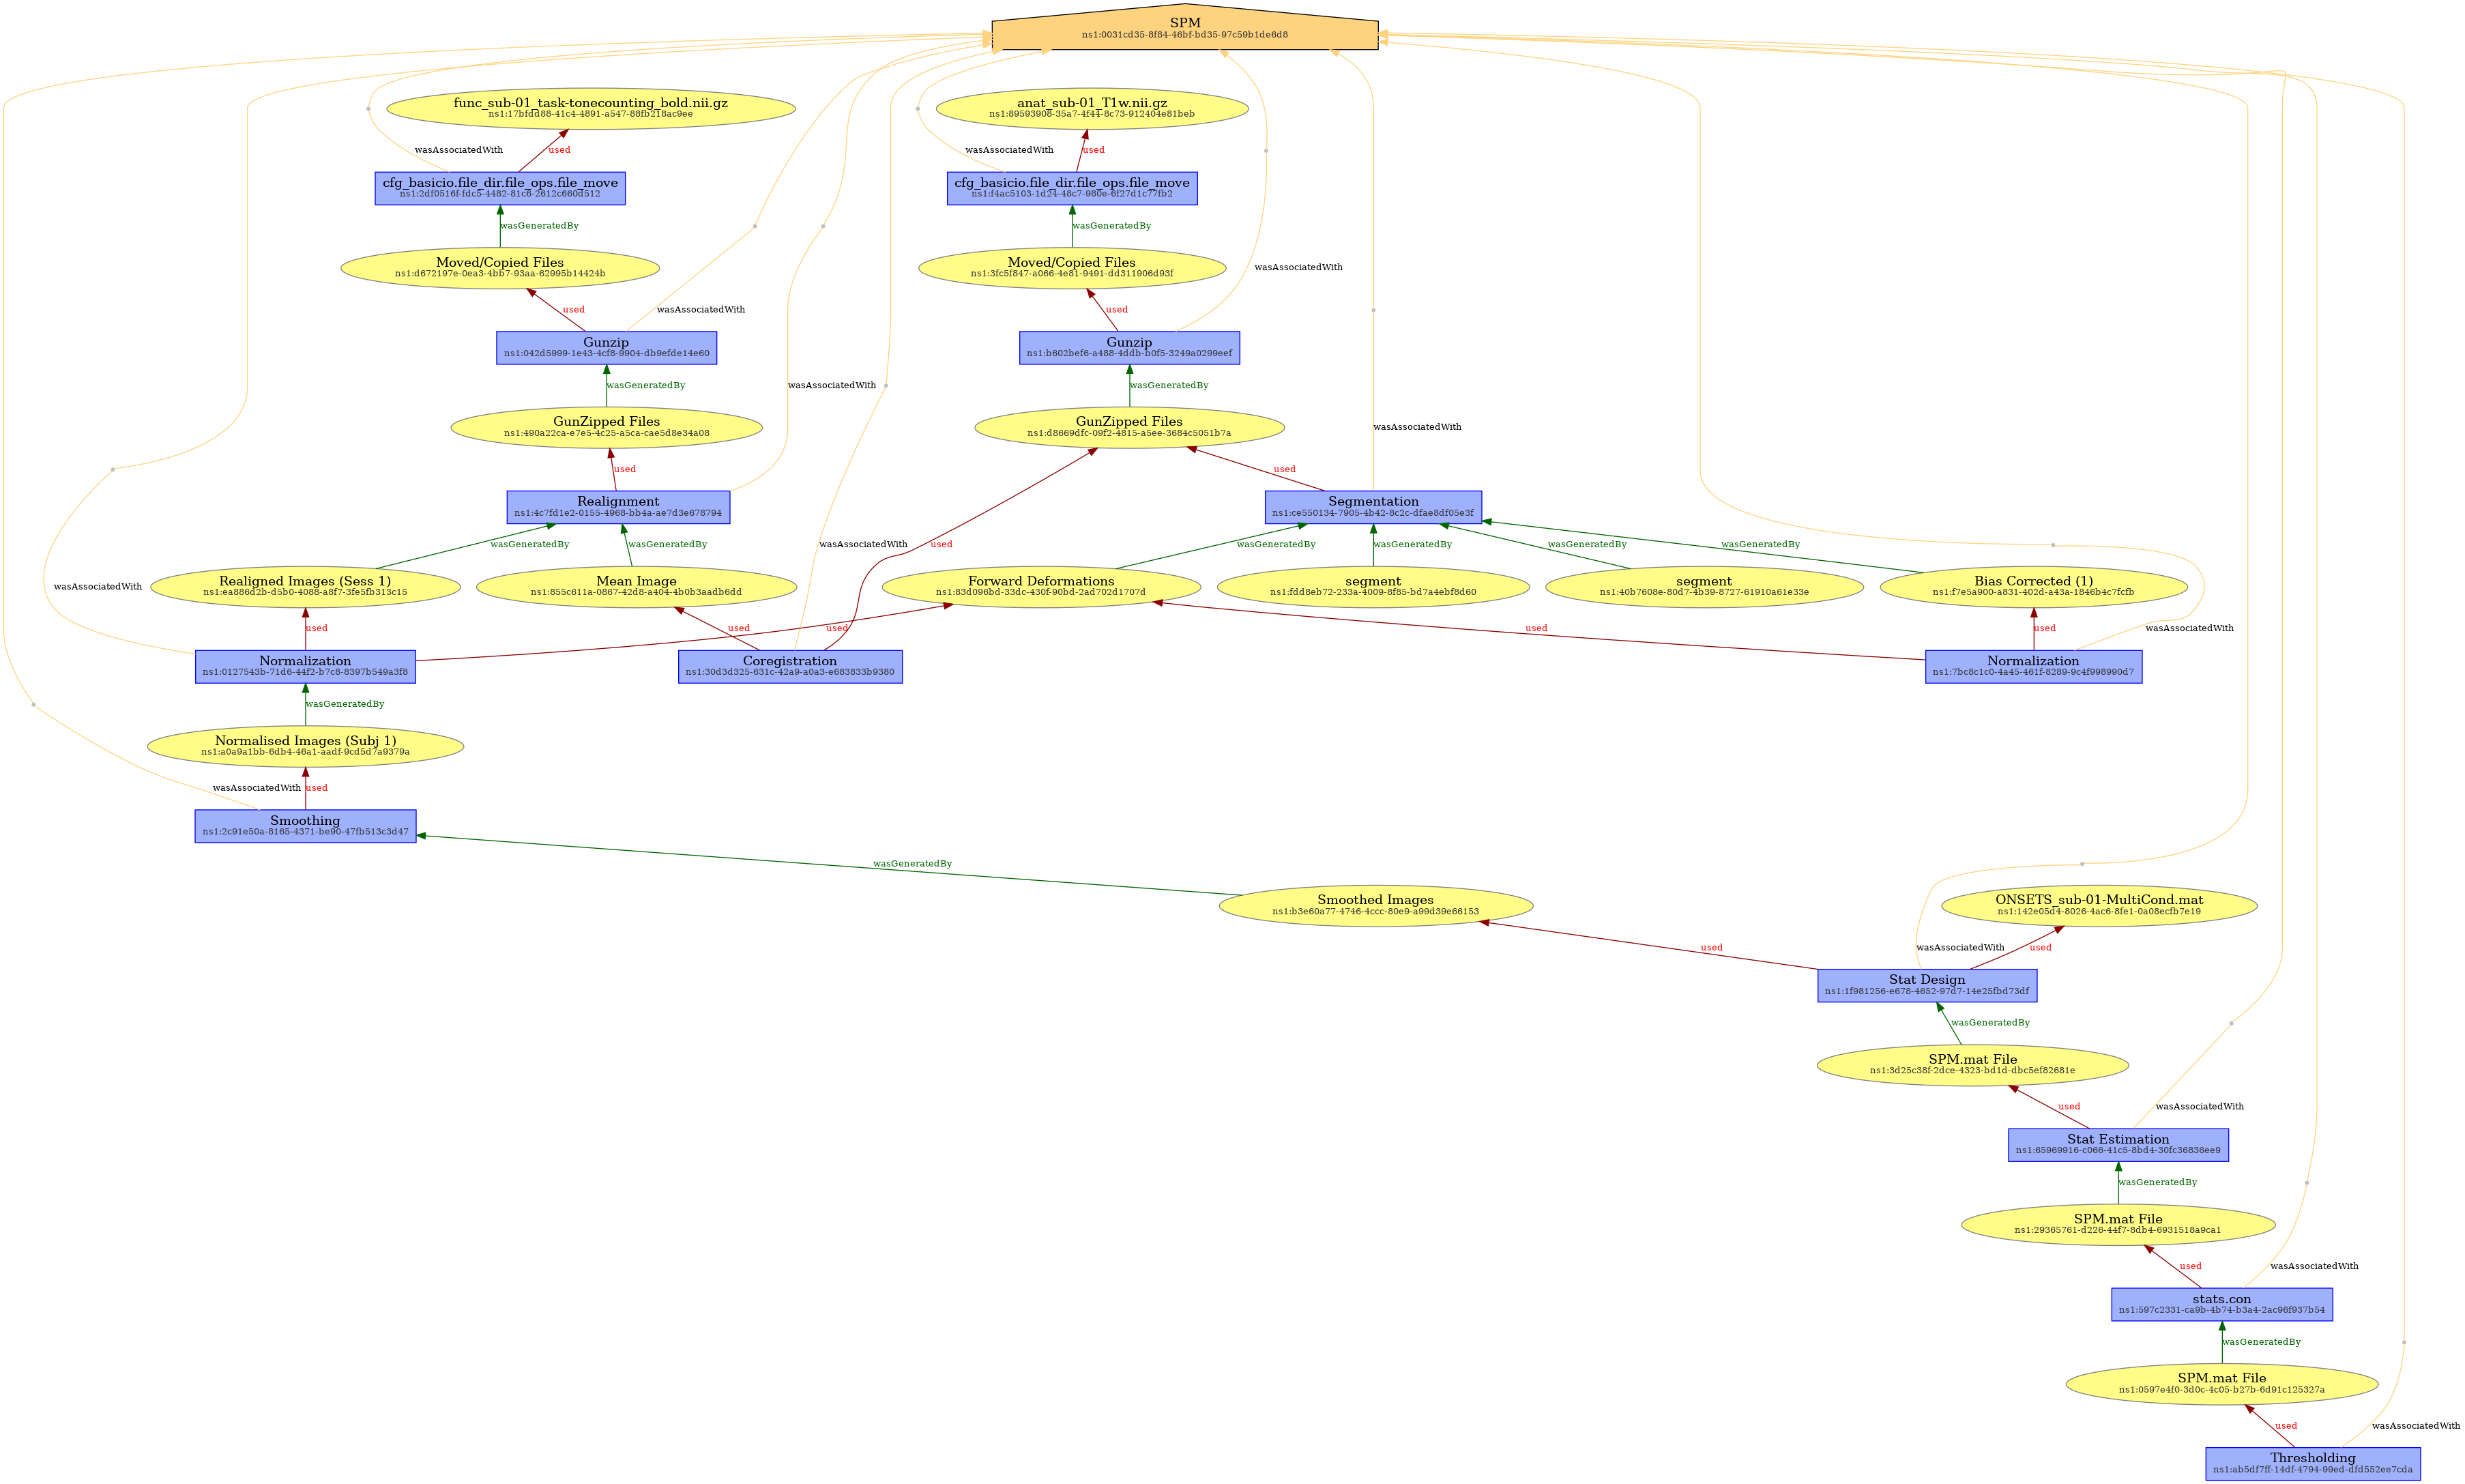 SPM
ns1:0031cd35-8f84-46bf-bd35-97c59b1de6d8
func_sub-01_task-tonecounting_bold.nii.gz
ns1:17bfdd88-41c4-4891-a547-88fb218ac9ee
anat_sub-01_T1w.nii.gz
ns1:89593908-35a7-4f44-8c73-912404e81beb
wasAssociatedWith
used
wasAssociatedWith
used
cfg_basicio.file_dir.file_ops.file_move
ns1:2df0516f-fdc5-4482-81c6-2612c660d512
cfg_basicio.file_dir.file_ops.file_move
ns1:f4ac5103-1d24-48c7-980e-6f27d1c77fb2
wasGeneratedBy
wasGeneratedBy
Moved/Copied Files
ns1:d672197e-0ea3-4bb7-93aa-62995b14424b
Moved/Copied Files
ns1:3fc5f847-a066-4e81-9491-dd311906d93f
wasAssociatedWith
used
wasAssociatedWith
used
Gunzip
ns1:042d5999-1e43-4cf8-9904-db9efde14e60
Gunzip
ns1:b602bef6-a488-4ddb-b0f5-3249a0299eef
wasGeneratedBy
wasAssociatedWith
wasGeneratedBy
GunZipped Files
ns1:490a22ca-e7e5-4c25-a5ca-cae5d8e34a08
GunZipped Files
ns1:d8669dfc-09f2-4815-a5ee-3684c5051b7a
wasAssociatedWith
used
used
Realignment
ns1:4c7fd1e2-0155-4968-bb4a-ae7d3e678794
Segmentation
ns1:ce550134-7905-4b42-8c2c-dfae8df05e3f
wasGeneratedBy
wasGeneratedBy
wasAssociatedWith
used
wasGeneratedBy
wasGeneratedBy
wasGeneratedBy
wasGeneratedBy
Realigned Images (Sess 1)
ns1:ea886d2b-d5b0-4088-a8f7-3fe5fb313c15
Mean Image
ns1:855c611a-0867-42d8-a404-4b0b3aadb6dd
Forward Deformations
ns1:83d096bd-33dc-430f-90bd-2ad702d1707d
segment
ns1:fdd8eb72-233a-4009-8f85-bd7a4ebf8d60
segment
ns1:40b7608e-80d7-4b39-8727-61910a61e33e
Bias Corrected (1)
ns1:f7e5a900-a831-402d-a43a-1846b4c7fcfb
wasAssociatedWith
used
used
used
used
used
wasAssociatedWith
Normalization
ns1:0127543b-71d6-44f2-b7c8-8397b549a3f8
Coregistration
ns1:30d3d325-631c-42a9-a0a3-e683833b9380
Normalization
ns1:7bc8c1c0-4a45-461f-8289-9c4f998990d7
wasGeneratedBy
Normalised Images (Subj 1)
ns1:a0a9a1bb-6db4-46a1-aadf-9cd5d7a9379a
wasAssociatedWith
used
Smoothing
ns1:2c91e50a-8165-4371-be90-47fb513c3d47
wasGeneratedBy
Smoothed Images
ns1:b3e60a77-4746-4ccc-80e9-a99d39e66153
ONSETS_sub-01-MultiCond.mat
ns1:142e05d4-8026-4ac6-8fe1-0a08ecfb7e19
used
wasAssociatedWith
used
Stat Design
ns1:1f981256-e678-4652-97d7-14e25fbd73df
wasGeneratedBy
SPM.mat File
ns1:3d25c38f-2dce-4323-bd1d-dbc5ef82681e
used
wasAssociatedWith
Stat Estimation
ns1:65969916-c066-41c5-8bd4-30fc36836ee9
wasGeneratedBy
SPM.mat File
ns1:29365761-d226-44f7-8db4-6931518a9ca1
used
wasAssociatedWith
stats.con
ns1:597c2331-ca9b-4b74-b3a4-2ac96f937b54
wasGeneratedBy
SPM.mat File
ns1:0597e4f0-3d0c-4c05-b27b-6d91c125327a
used
wasAssociatedWith
Thresholding
ns1:ab5df7ff-14df-4794-99ed-dfd552ee7cda